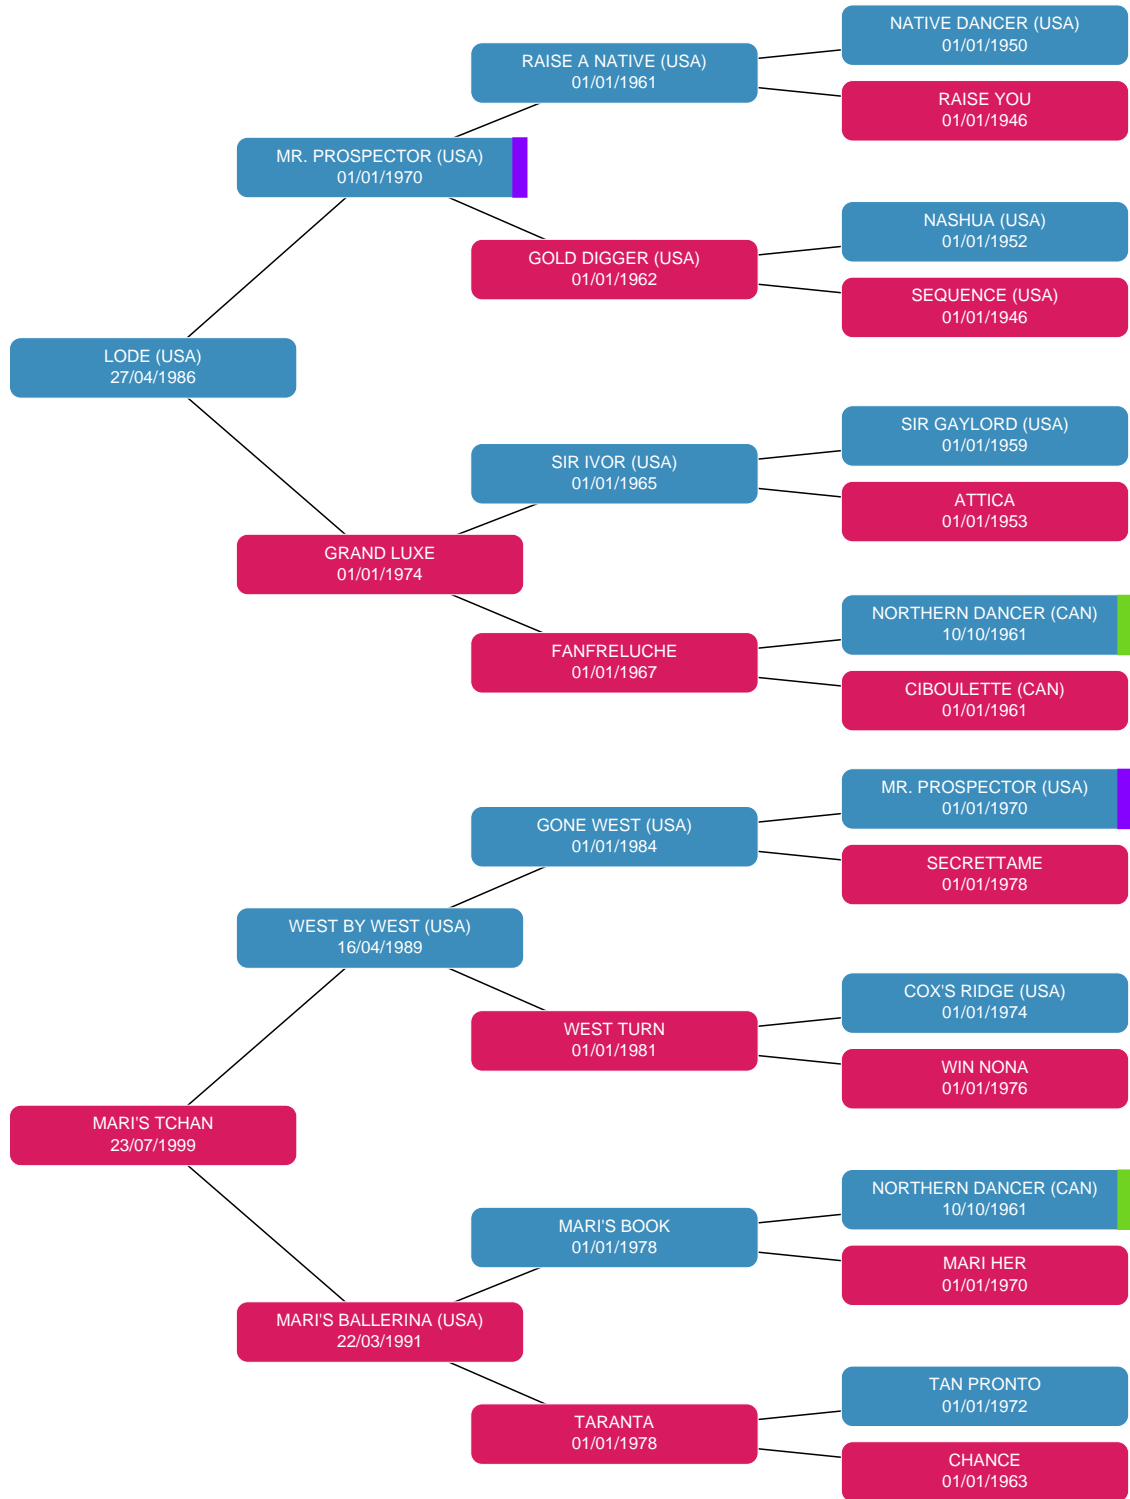 NATIVE DANCER (USA)
01/01/1950
RAISE A NATIVE (USA)
01/01/1961
RAISE YOU
01/01/1946
MR. PROSPECTOR (USA)
01/01/1970
NASHUA (USA)
01/01/1952
GOLD DIGGER (USA)
01/01/1962
SEQUENCE (USA)
01/01/1946
LODE (USA)
27/04/1986
SIR GAYLORD (USA)
01/01/1959
SIR IVOR (USA)
01/01/1965
ATTICA
01/01/1953
GRAND LUXE
01/01/1974
NORTHERN DANCER (CAN)
10/10/1961
FANFRELUCHE
01/01/1967
CIBOULETTE (CAN)
01/01/1961
MR. PROSPECTOR (USA)
01/01/1970
GONE WEST (USA)
01/01/1984
SECRETTAME
01/01/1978
WEST BY WEST (USA)
16/04/1989
COX'S RIDGE (USA)
01/01/1974
WEST TURN
01/01/1981
WIN NONA
01/01/1976
MARI'S TCHAN
23/07/1999
NORTHERN DANCER (CAN)
10/10/1961
MARI'S BOOK
01/01/1978
MARI HER
01/01/1970
MARI'S BALLERINA (USA)
22/03/1991
TAN PRONTO
01/01/1972
TARANTA
01/01/1978
CHANCE
01/01/1963